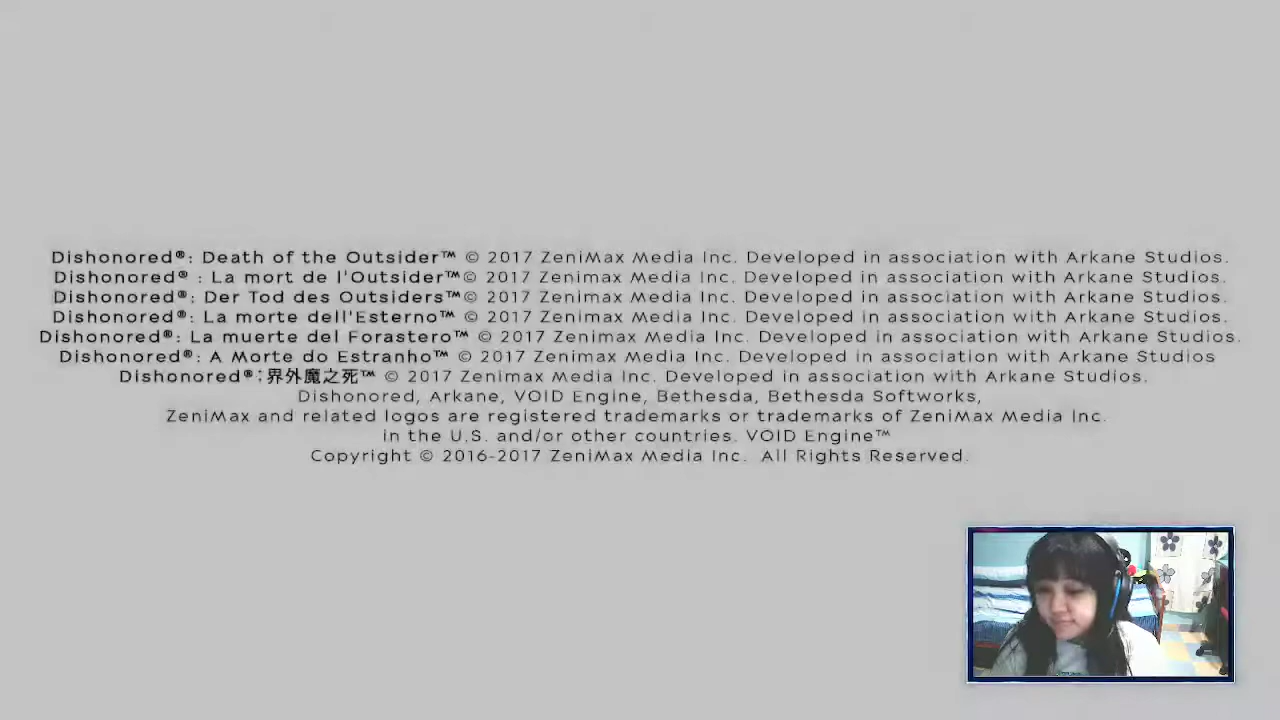 Dishonored®: Death of the Outsider™ © 2017 ZeniMax Media Inc. Developed in association with Arkane Studios.
Dishonored® : La mort de l'Outsider™© 2017 Zenimax Media Inc. Developed in association with Arkane Studios.
Dishonored®: Der Tod des Outsiders™© 2017 Zenimax Media Inc. Developed in association with Arkane Studios.
Dishonored®: La morte dell'Esterno™ © 2017 Zenimax Media Inc. Developed in association with Arkane Studios.
Dishonored®: La muerte del Forastero™ © 2017 Zenimax Media Inc. Developed in association with Arkane Studios.
Dishonored®: A Morte do Estranho™ © 2017 Zenimax Media Inc. Developed in association with Arkane Studios
Dishonored®:界外魔之死™ © 2017 Zenimax Media Inc. Developed in association with Arkane Studios.
Dishonored, Arkane, VOID Engine, Bethesda, Bethesda Softworks,
ZeniMax and related logos are registered trademarks or trademarks of ZeniMax Media Inc.
in the U.S. and/or other countries. VOID Engine™
Copyright © 2016-2017 ZeniMax Media Inc. All Rights Reserved.